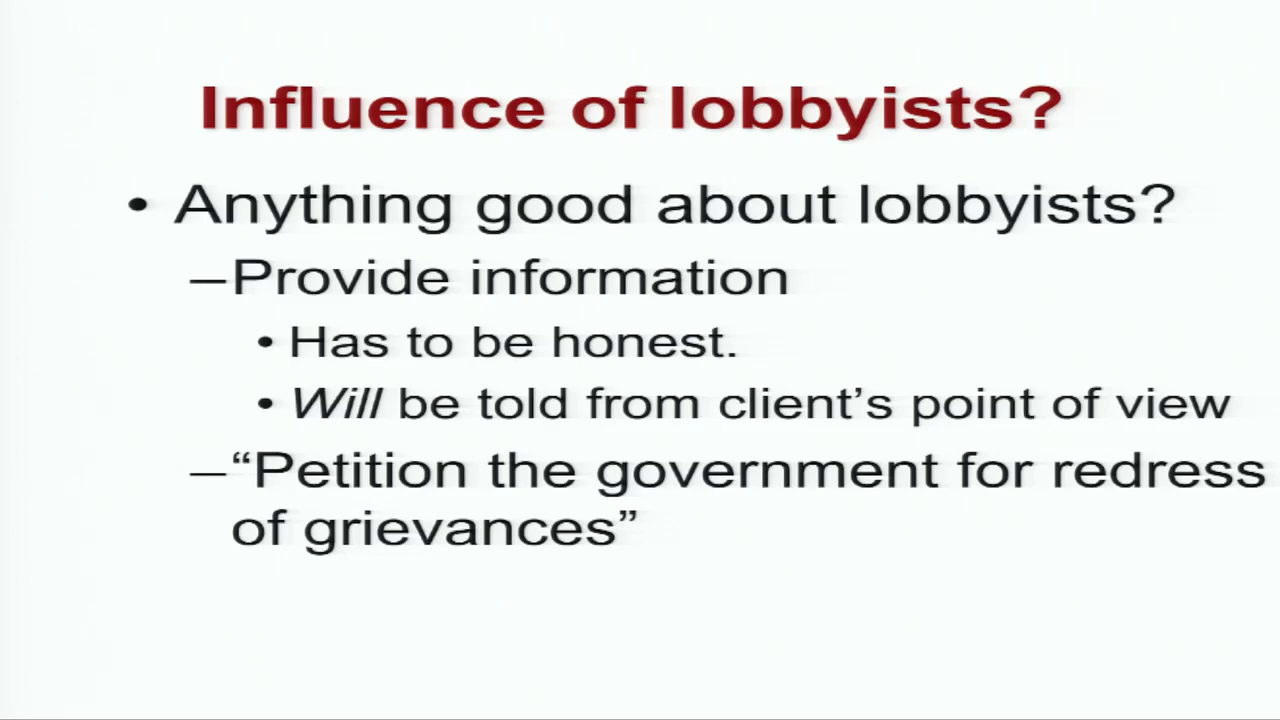 Influence of lobbyists?
• Anything good about lobbyists?
–Provide information
• Has to be honest.
• Will be told from client’s point of view
–“Petition the government for redress
of grievances”